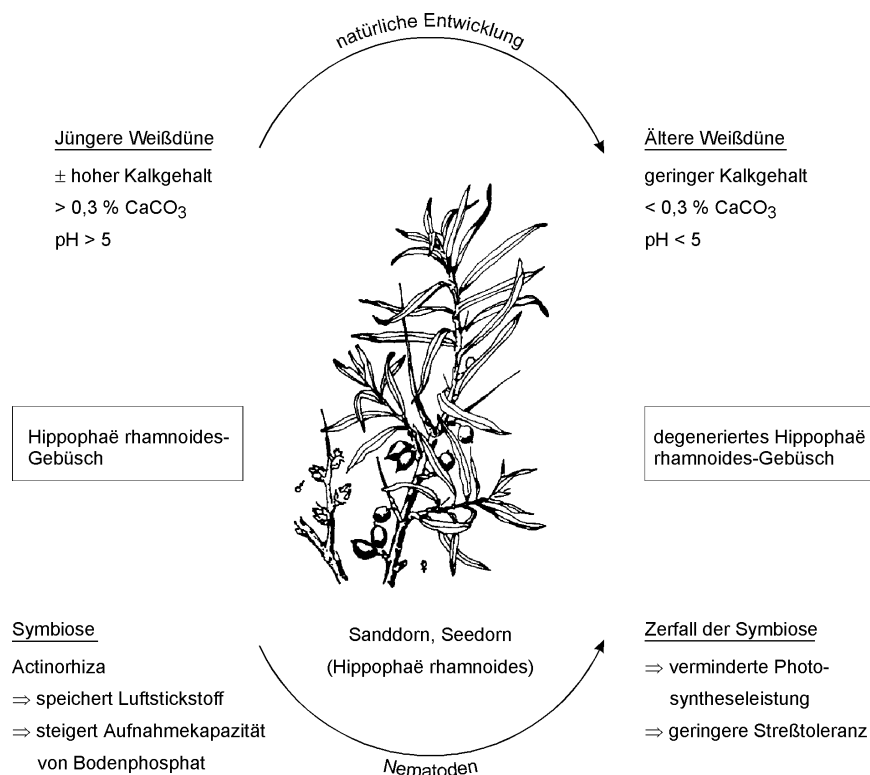 natürliche Entwicklung
Jüngere Weißdüne
± hoher Kalkgehalt
> 0,3 % CaCO3
pH > 5
Ältere Weißdüne
geringer Kalkgehalt
< 0,3 % CaCO3
pH < 5
Hippophaë rhamnoides-
Gebüsch
degeneriertes Hippophaë
rhamnoides-Gebüsch
♂
♀
Symbiose
Actinorhiza
⇒ speichert Luftstickstoff
⇒ steigert Aufnahmekapazität
von Bodenphosphat
Sanddorn, Seedorn
(Hippophaë rhamnoides)
Zerfall der Symbiose
⇒ verminderte Photo-
syntheseleistung
⇒ geringere Streßtoleranz
Nematoden